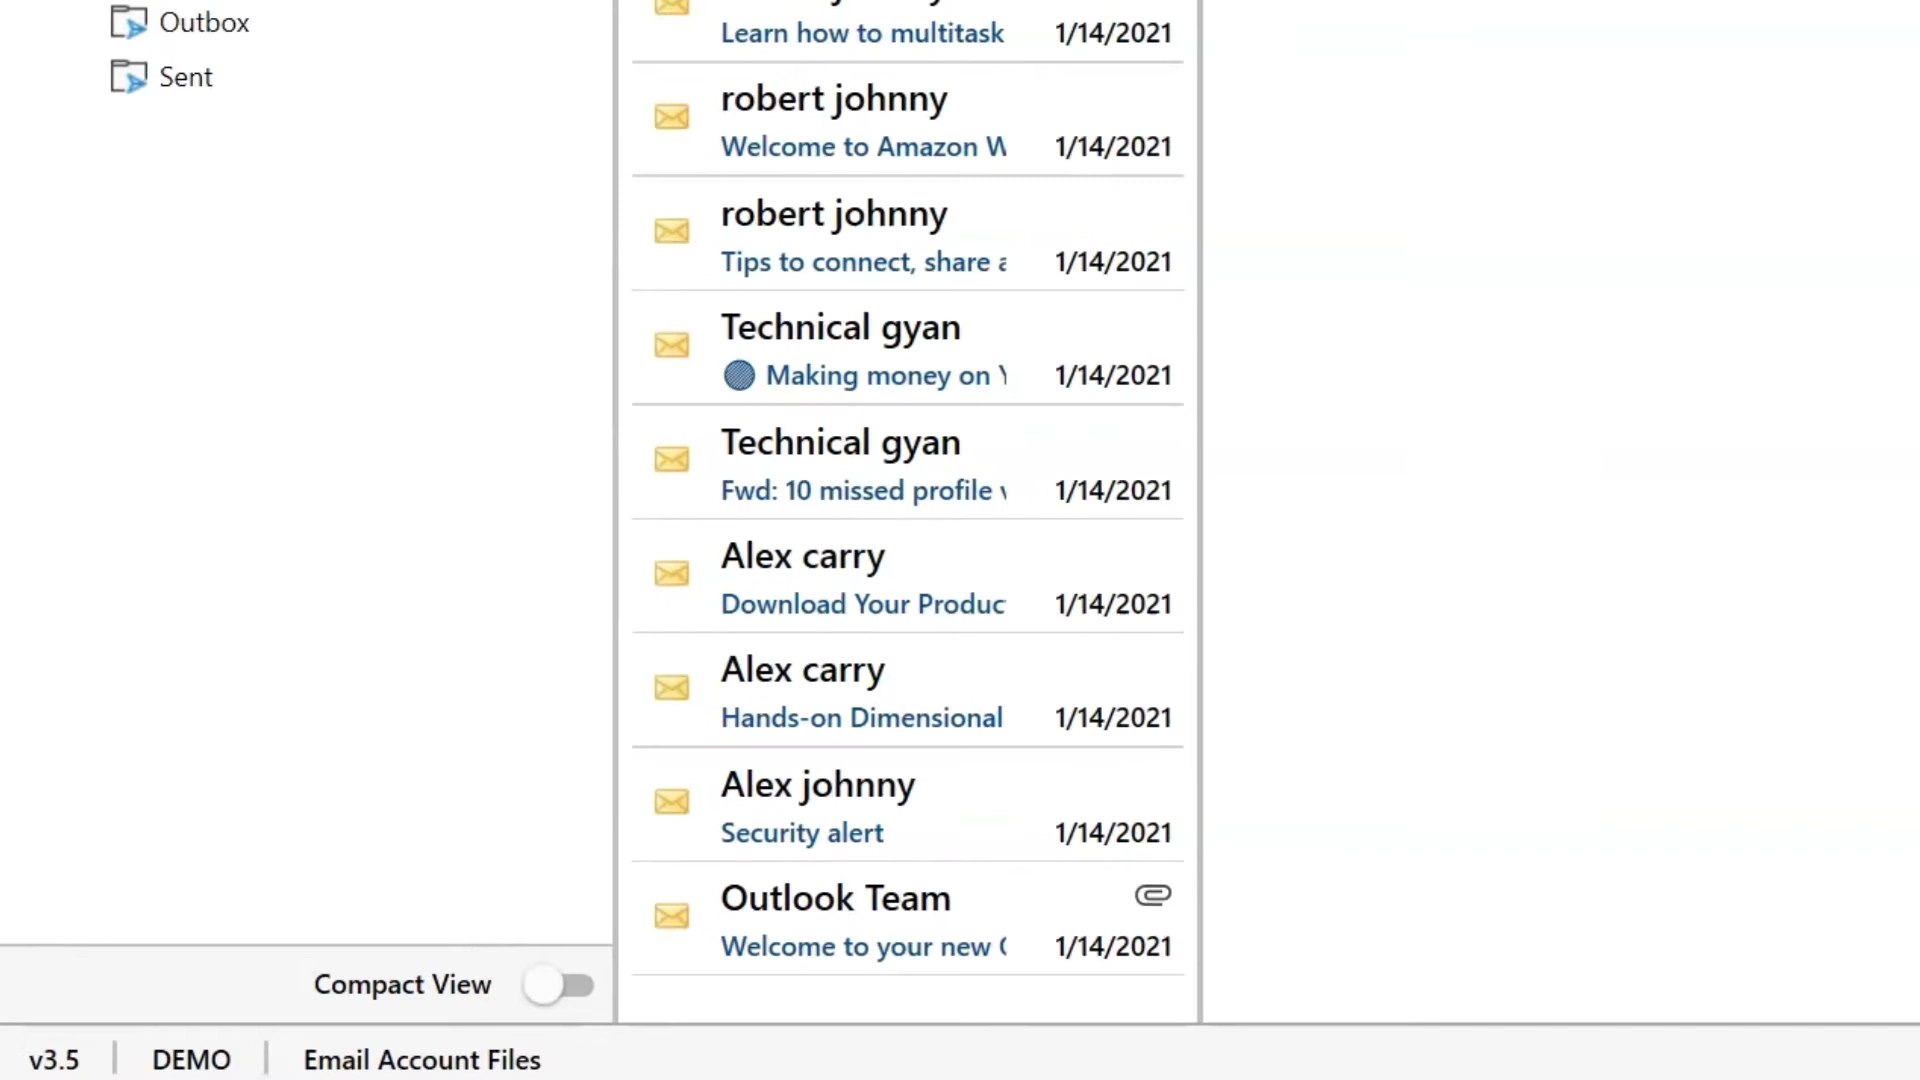 Outbox
Sent
Learn how to multitask 1/14/2021
robert johnny
Welcome to Amazon W 1/14/2021
robert johnny
Tips to connect, share a 1/14/2021
Technical gyan
Making money on Y 1/14/2021
Technical gyan
Fwd: 10 missed profile v 1/14/2021
Alex carry
Download Your Produc 1/14/2021
Alex carry
Hands-on Dimensional 1/14/2021
Alex johnny
Security alert 1/14/2021
Outlook Team
Welcome to your new 1/14/2021
Compact View
v3.5 DEMO Email Account Files